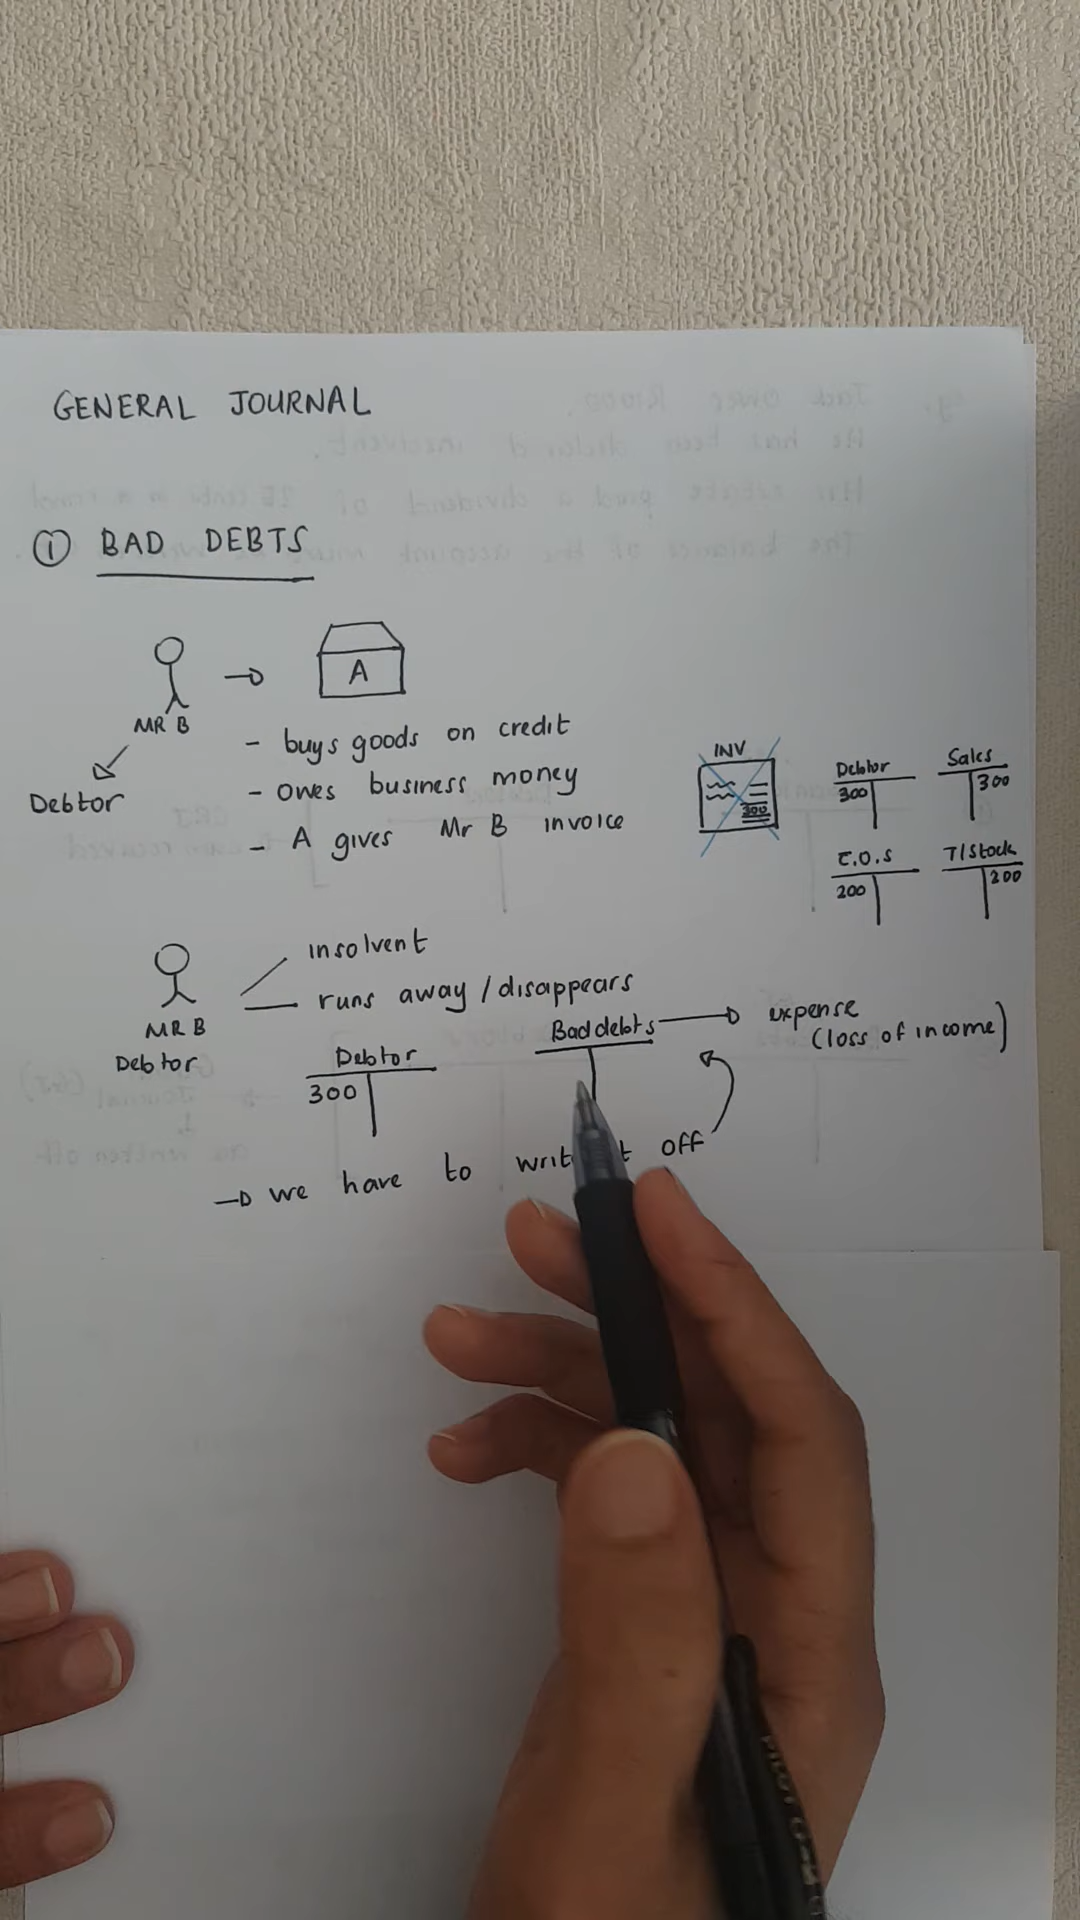 GENERAL JOURNAL
① BAD DEBTS
A
MR B
Debtor
- buys goods on credit
- owes business money
- A gives Mr B invoice
INV
300
Debtor
300
Sales
300
C.O.S
200
T/Stock
200
MR B
Debtor
insolvent
runs away / disappears
Debtor
300
Bad debts
expense
(loss of income)
we have to off
PILOT